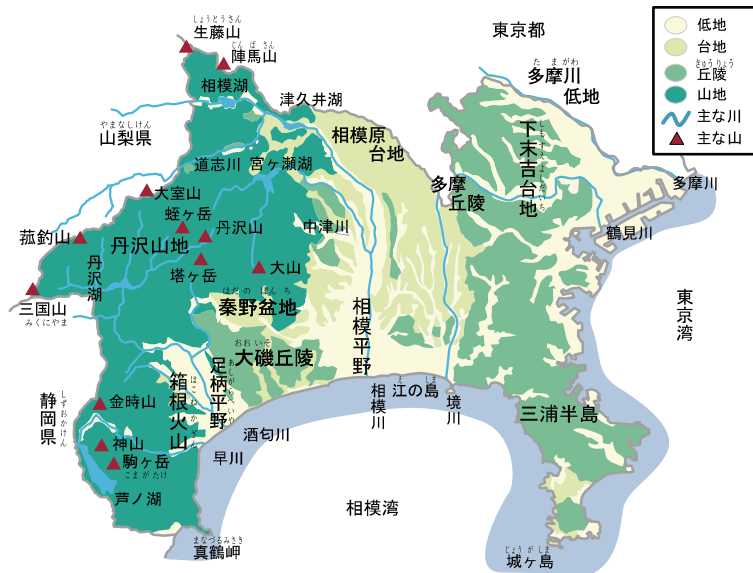 しょうとうさん
生藤山
じんばさん
陣馬山
相模湖
津久井湖
やまなしけん
山梨県
相模原
台地
東京都
たまがわ
多摩川
低地
低地
台地
きゅうりょう
丘陵
山地
主な川
主な山
道志川
宮ヶ瀬湖
下末吉台地
しもすえよしだいち
多摩
丘陵
多摩川
大室山
蛭ヶ岳
丹沢山
中津川
鶴見川
菰釣山
丹沢山地
丹沢湖
塔ヶ岳
大山
はだのぼんち
秦野盆地
三国山
みくにやま
相模平野
東京湾
おおいそ
大磯丘陵
足柄平野
あしがらへいや
箱根火山
はこねかざん
静岡県
しずおかけん
金時山
神山
駒ヶ岳
こまがたけ
芦ノ湖
早川
酒匂川
相模川
えのしま
江の島
境川
三浦半島
相模湾
まなづるみさき
真鶴岬
じょうがしま
城ヶ島